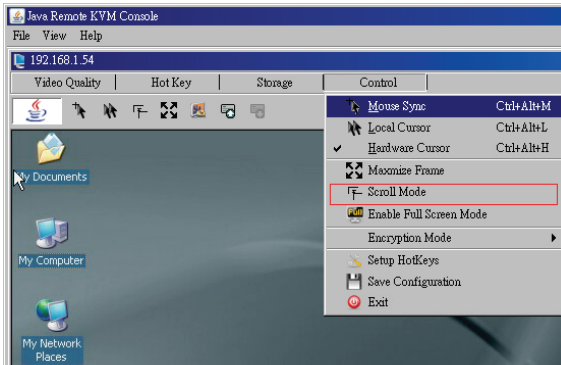 Java Remote KVM Console
File View Help
192.168.1.54
Video Quality Hot Key Storage Control
Mouse Sync Ctrl+Alt+M
Local Cursor Ctrl+Alt+L
Hardware Cursor Ctrl+Alt+H
Maxmize Frame
Scroll Mode
Enable Full Screen Mode
Encryption Mode
Setup HotKeys
Save Configuration
Exit
My Documents
My Computer
My Network
Places